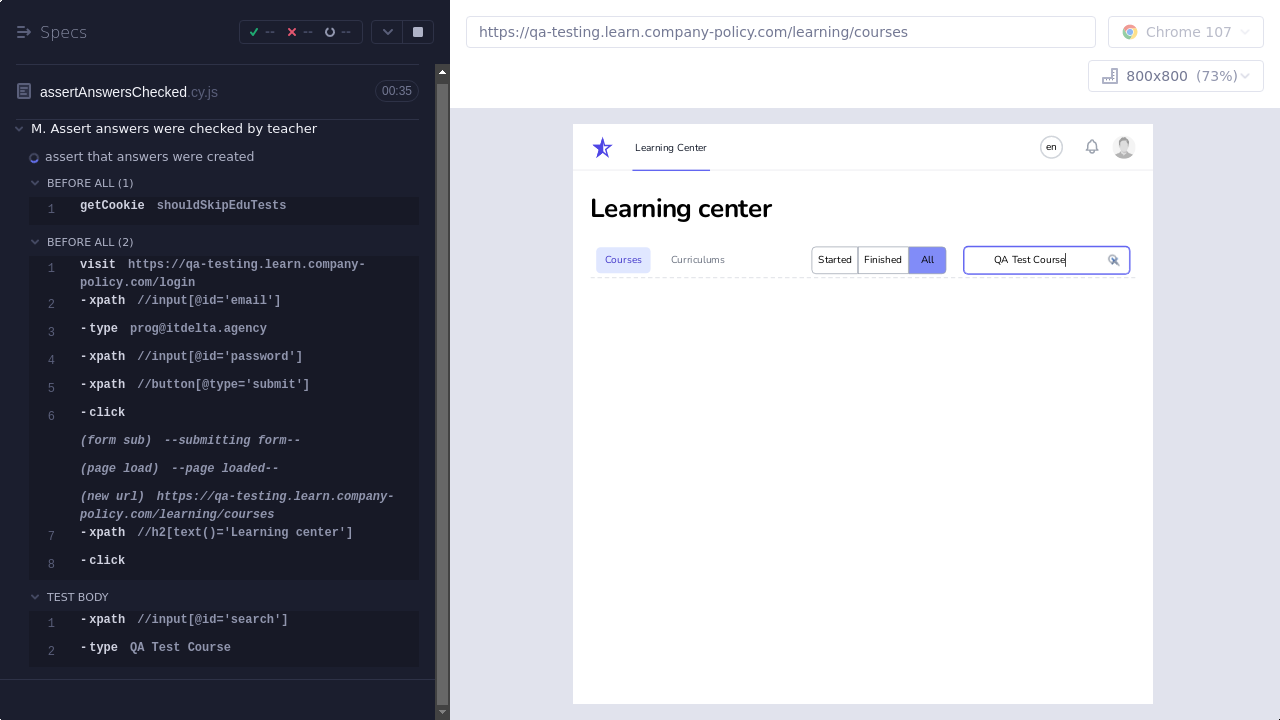 Specs
--
--
--
assertAnswersChecked.cy.js
00:35
M. Assert answers were checked by teacher
assert that answers were created
BEFORE ALL (1)
1 getCookie shouldSkipEduTests
BEFORE ALL (2)
1 visit https://qa-testing.learn.company-
policy.com/login
2 -xpath //input[@id='email']
3 -type prog@itdelta.agency
4 -xpath //input[@id='password']
5 -xpath //button[@type='submit']
6 -click
(form sub) --submitting form--
(page load) --page loaded--
(new url) https://qa-testing.learn.company-
policy.com/learning/courses
7 -xpath //h2[text()='Learning center']
8 -click
TEST BODY
1 -xpath //input[@id='search']
2 -type QA Test Course
https://qa-testing.learn.company-policy.com/learning/courses
Chrome 107
800x800 (73%)
Learning Center
en
Learning center
Courses
Curriculums
Started
Finished
All
QA Test Course